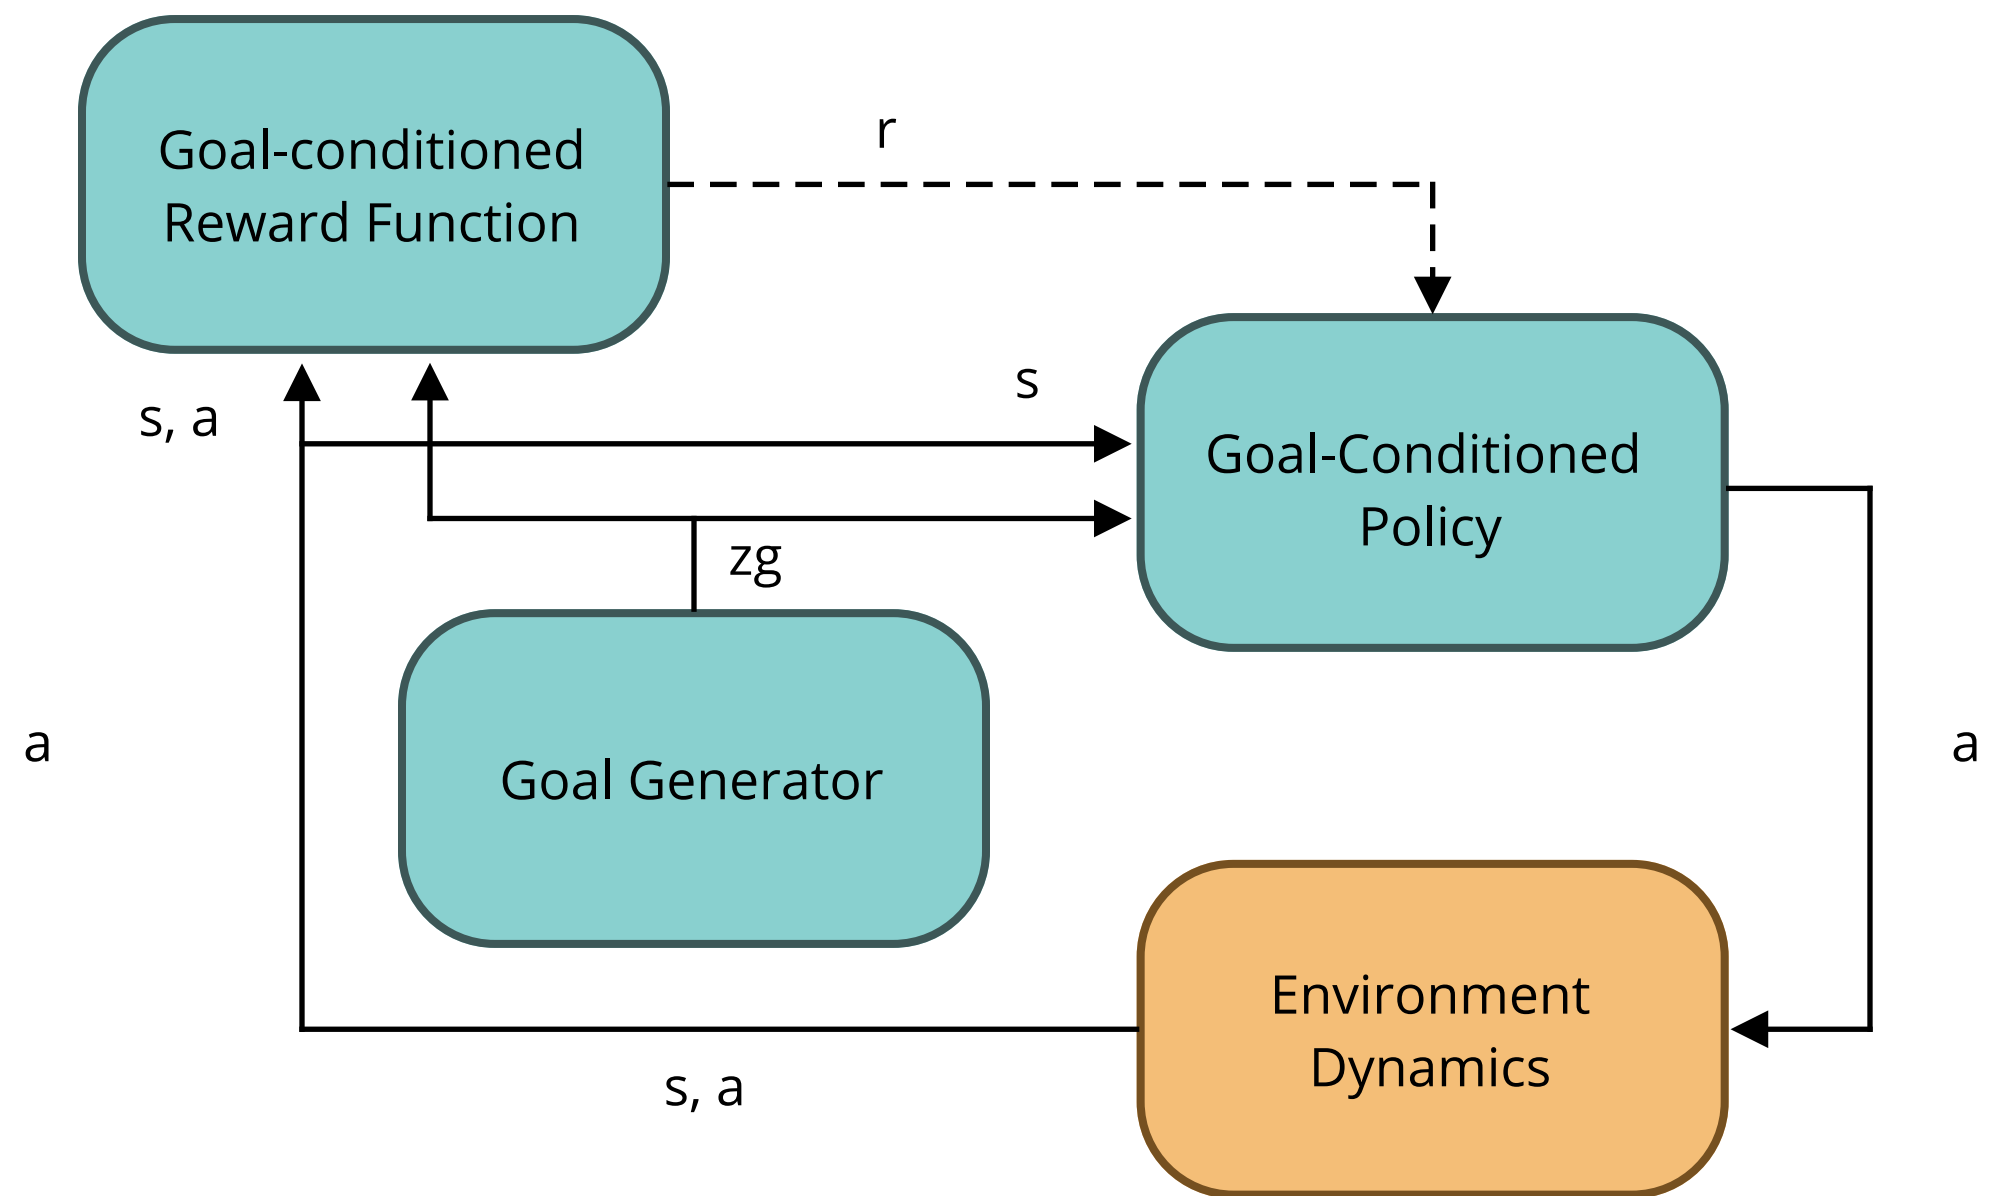 Goal-conditioned
Reward Function
r
s, a
s
Goal-Conditioned
Policy
zg
a
a
Goal Generator
Environment
Dynamics
s, a